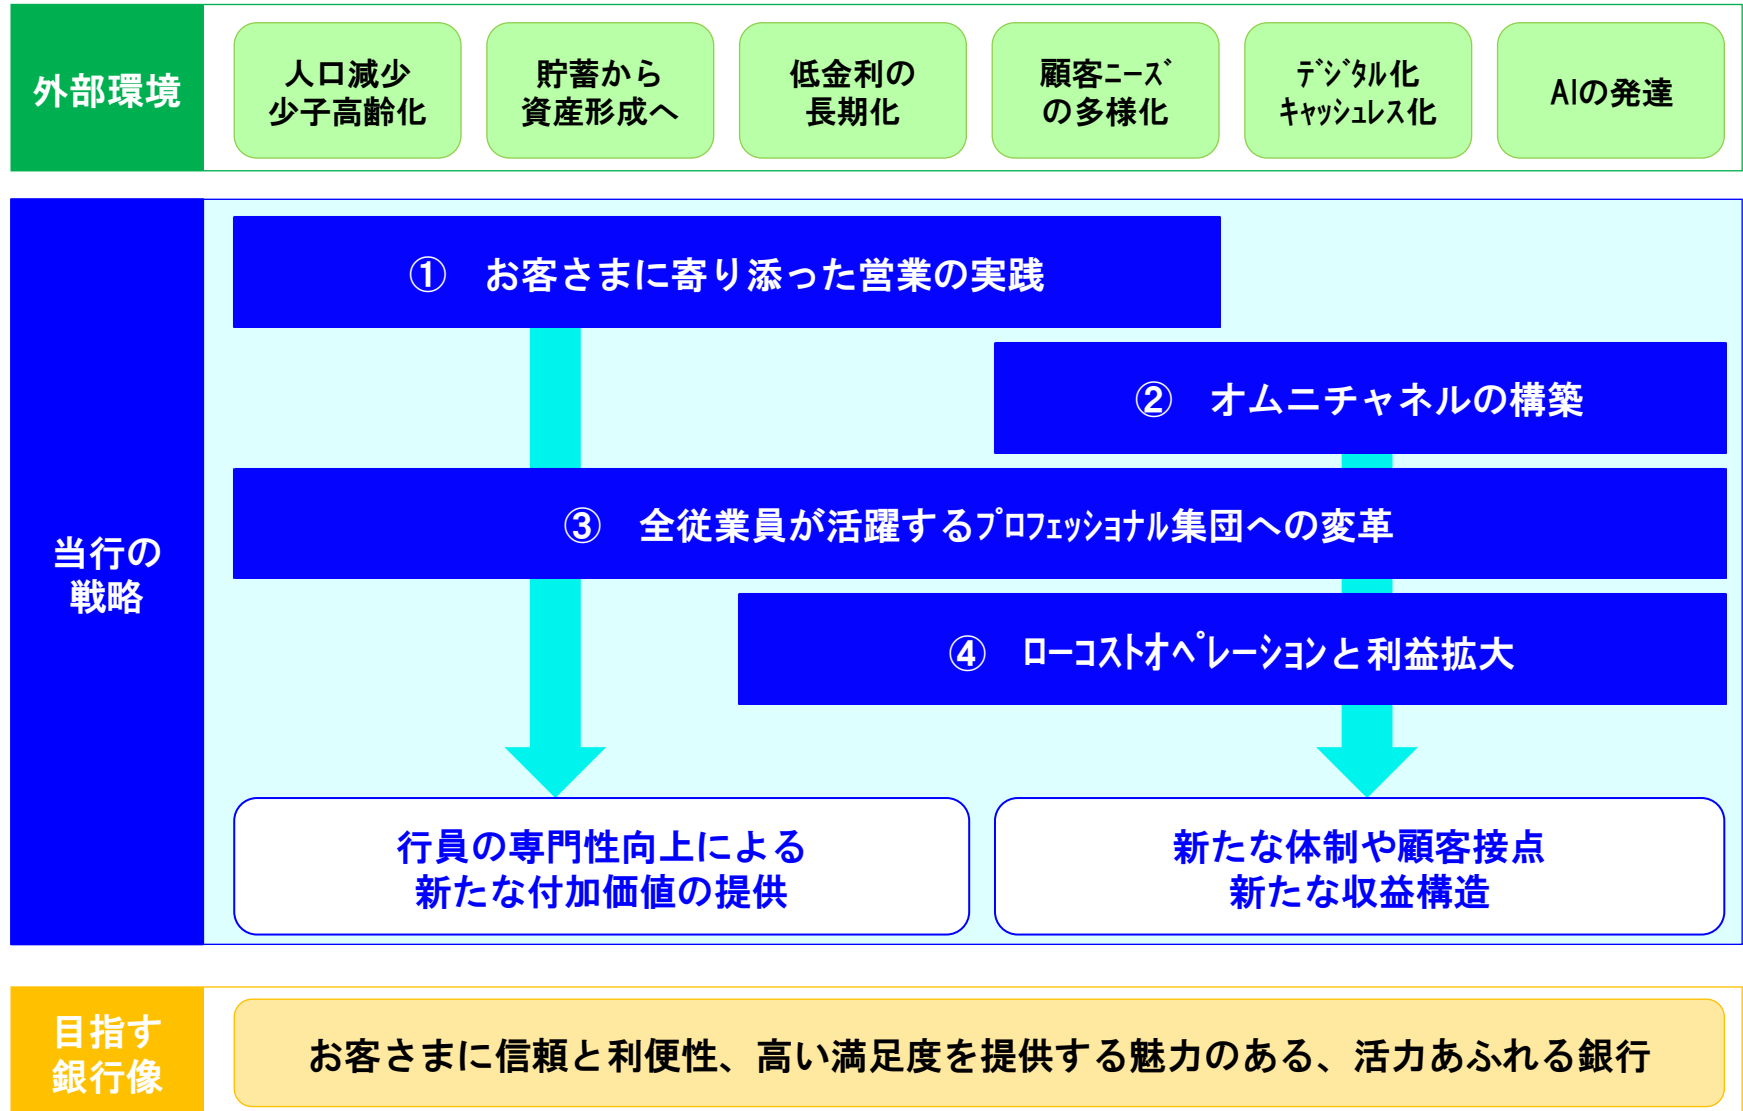 外部環境
人口減少
少子高齢化
貯蓄から
資産形成へ
低金利の
長期化
顧客ﾆｰｽﾞ
の多様化
ﾃﾞｼﾞﾀﾙ化
ｷｬｯｼｭﾚｽ化
AIの発達
当行の
戦略
① お客さまに寄り添った営業の実践
② オムニチャネルの構築
③ 全従業員が活躍するﾌﾟﾛﾌｪｯｼｮﾅﾙ集団への変革
④ ﾛｰｺｽﾄｵﾍﾟﾚｰｼｮﾝと利益拡大
行員の専門性向上による
新たな付加価値の提供
新たな体制や顧客接点
新たな収益構造
目指す
銀行像
お客さまに信頼と利便性、高い満足度を提供する魅力のある、活力あふれる銀行